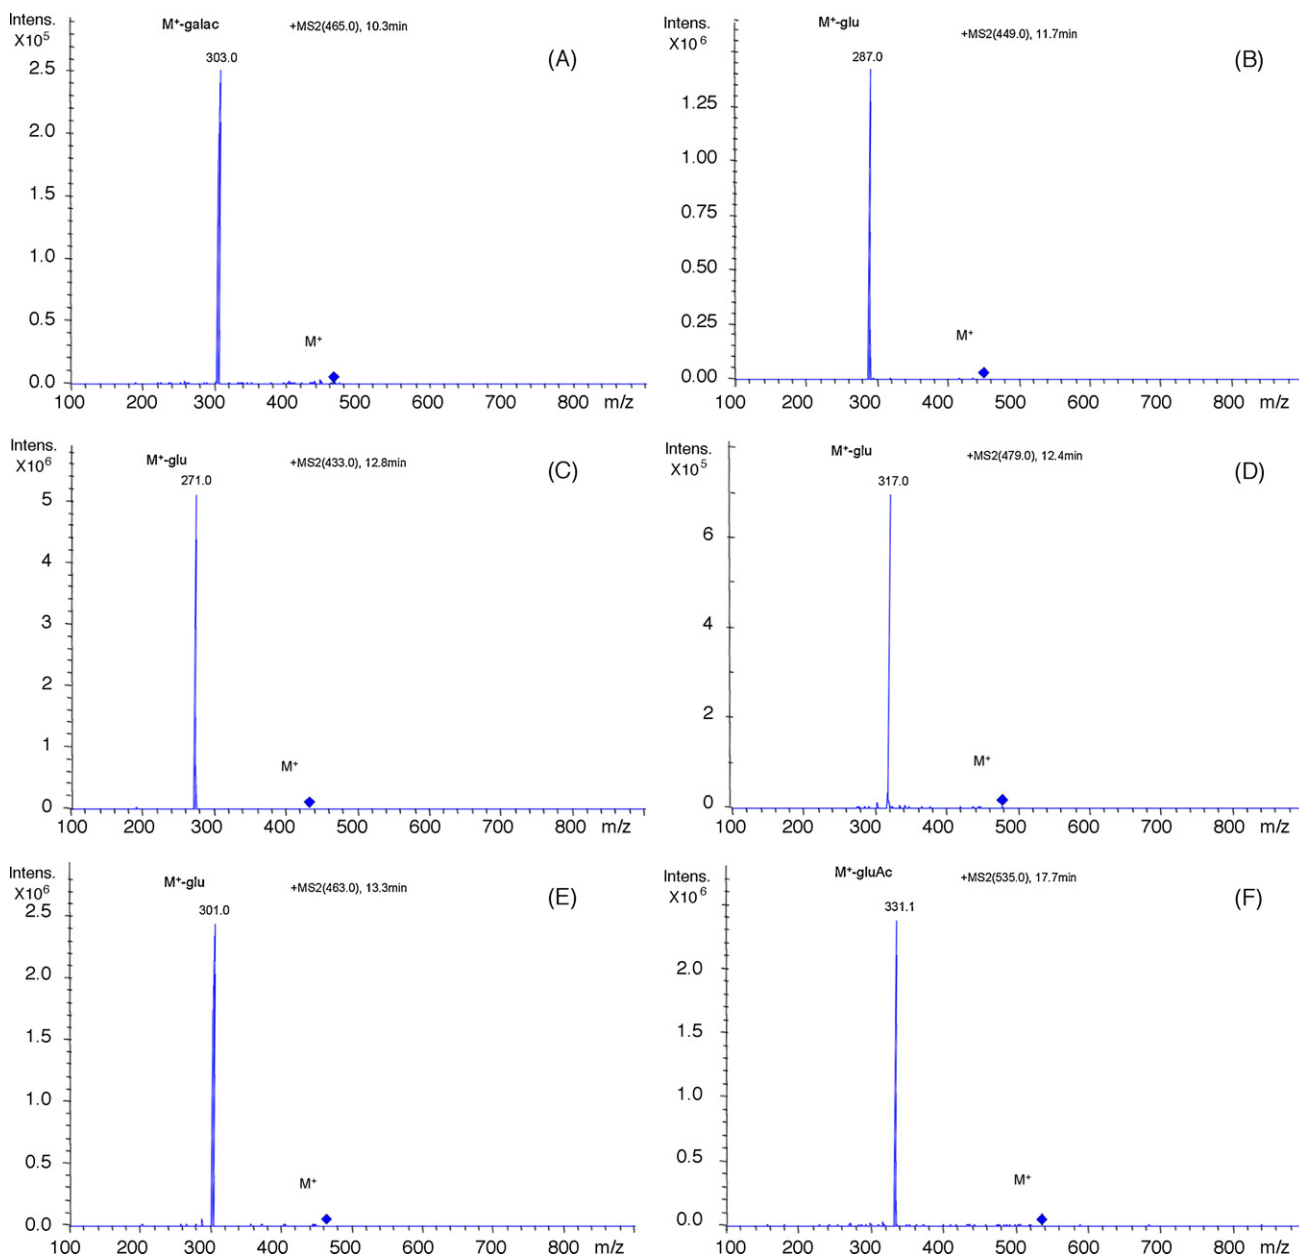 Intens.
X10⁵
M⁺-galac
+MS2(465.0), 10.3min
(A)
303.0
2.5
2.0
1.5
1.0
0.5
0.0
M⁺
100 200 300 400 500 600 700 800 m/z
Intens.
X10⁶
M⁺-glu
+MS2(449.0), 11.7min
(B)
287.0
1.25
1.00
0.75
0.50
0.25
0.00
M⁺
100 200 300 400 500 600 700 800 m/z
Intens.
X10⁶
M⁺-glu
+MS2(433.0), 12.8min
(C)
271.0
5
4
3
2
1
0
M⁺
100 200 300 400 500 600 700 800 m/z
Intens.
X10⁵
M⁺-glu
+MS2(479.0), 12.4min
(D)
317.0
6
4
2
0
M⁺
100 200 300 400 500 600 700 800 m/z
Intens.
X10⁶
M⁺-glu
+MS2(463.0), 13.3min
(E)
301.0
2.5
2.0
1.5
1.0
0.5
0.0
M⁺
100 200 300 400 500 600 700 800 m/z
Intens.
X10⁶
M⁺-gluAc
+MS2(535.0), 17.7min
(F)
331.1
2.0
1.5
1.0
0.5
0.0
M⁺
100 200 300 400 500 600 700 800 m/z